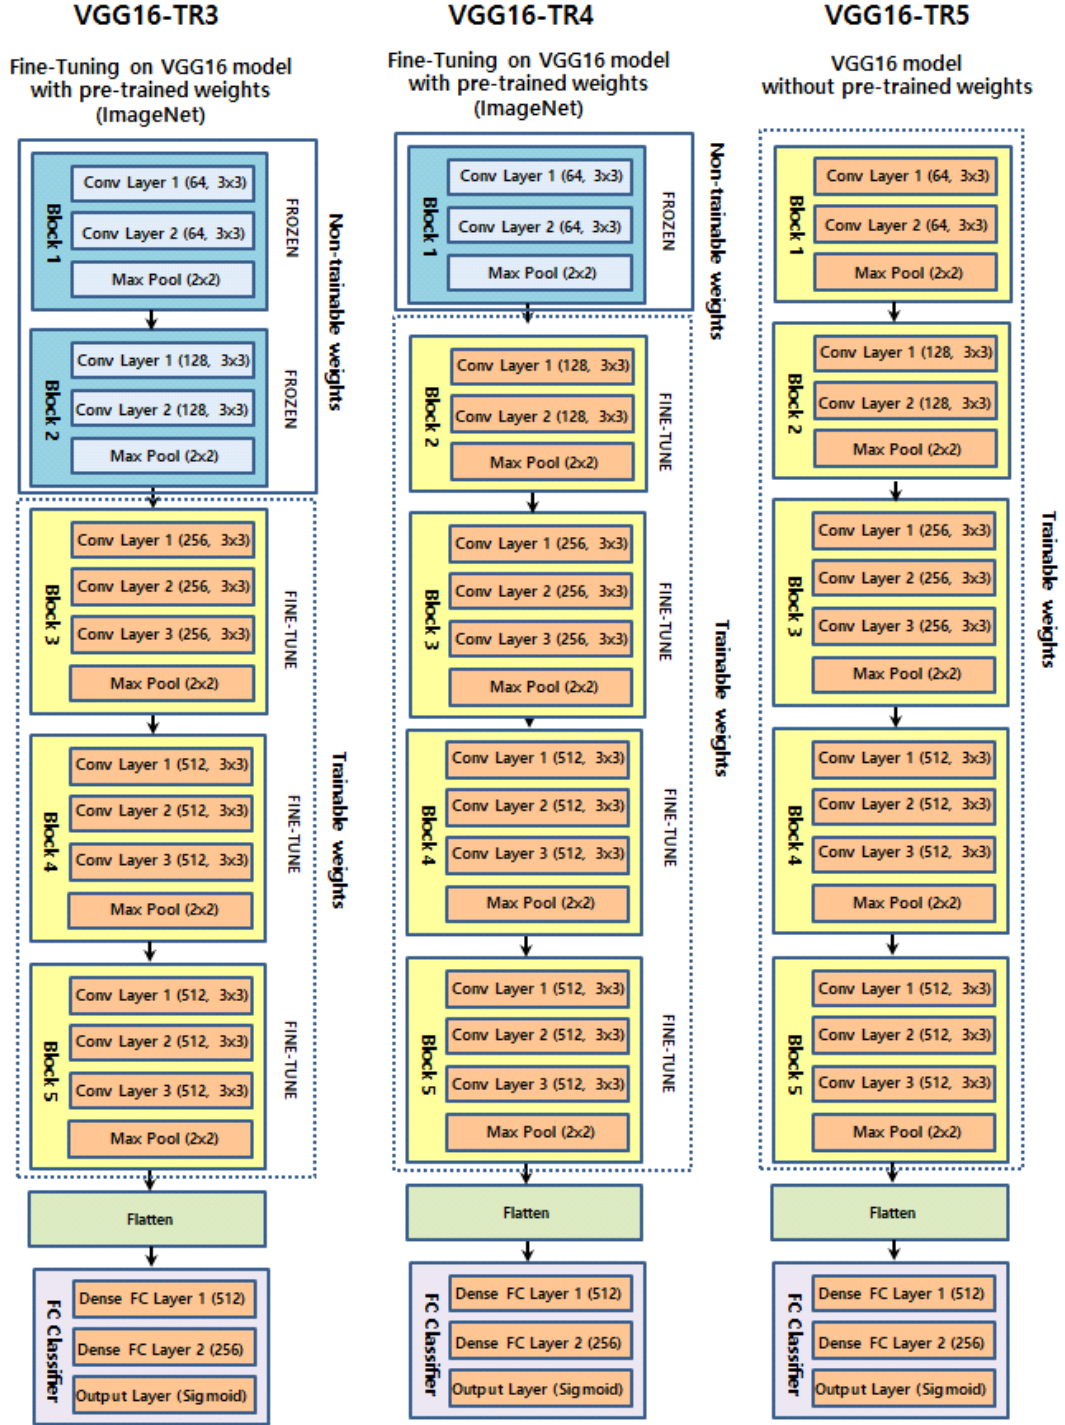 VGG16-TR3
Fine-Tuning on VGG16 model
with pre-trained weights
(ImageNet)
Block 1
Conv Layer 1 (64, 3x3)
Conv Layer 2 (64, 3x3)
Max Pool (2x2)
FROZEN
Block 2
Conv Layer 1 (128, 3x3)
Conv Layer 2 (128, 3x3)
Max Pool (2x2)
FROZEN
Non-trainable weights
Block 3
Conv Layer 1 (256, 3x3)
Conv Layer 2 (256, 3x3)
Conv Layer 3 (256, 3x3)
Max Pool (2x2)
FINE-TUNE
Block 4
Conv Layer 1 (512, 3x3)
Conv Layer 2 (512, 3x3)
Conv Layer 3 (512, 3x3)
Max Pool (2x2)
FINE-TUNE
Block 5
Conv Layer 1 (512, 3x3)
Conv Layer 2 (512, 3x3)
Conv Layer 3 (512, 3x3)
Max Pool (2x2)
FINE-TUNE
Trainable weights
Flatten
FC Classifier
Dense FC Layer 1 (512)
Dense FC Layer 2 (256)
Output Layer (Sigmoid)
VGG16-TR4
Fine-Tuning on VGG16 model
with pre-trained weights
(ImageNet)
Block 1
Conv Layer 1 (64, 3x3)
Conv Layer 2 (64, 3x3)
Max Pool (2x2)
FROZEN
Non-trainable weights
Block 2
Conv Layer 1 (128, 3x3)
Conv Layer 2 (128, 3x3)
Max Pool (2x2)
FINE-TUNE
Block 3
Conv Layer 1 (256, 3x3)
Conv Layer 2 (256, 3x3)
Conv Layer 3 (256, 3x3)
Max Pool (2x2)
FINE-TUNE
Block 4
Conv Layer 1 (512, 3x3)
Conv Layer 2 (512, 3x3)
Conv Layer 3 (512, 3x3)
Max Pool (2x2)
FINE-TUNE
Block 5
Conv Layer 1 (512, 3x3)
Conv Layer 2 (512, 3x3)
Conv Layer 3 (512, 3x3)
Max Pool (2x2)
FINE-TUNE
Trainable weights
Flatten
FC Classifier
Dense FC Layer 1 (512)
Dense FC Layer 2 (256)
Output Layer (Sigmoid)
VGG16-TR5
VGG16 model
without pre-trained weights
Block 1
Conv Layer 1 (64, 3x3)
Conv Layer 2 (64, 3x3)
Max Pool (2x2)
Block 2
Conv Layer 1 (128, 3x3)
Conv Layer 2 (128, 3x3)
Max Pool (2x2)
Block 3
Conv Layer 1 (256, 3x3)
Conv Layer 2 (256, 3x3)
Conv Layer 3 (256, 3x3)
Max Pool (2x2)
Block 4
Conv Layer 1 (512, 3x3)
Conv Layer 2 (512, 3x3)
Conv Layer 3 (512, 3x3)
Max Pool (2x2)
Block 5
Conv Layer 1 (512, 3x3)
Conv Layer 2 (512, 3x3)
Conv Layer 3 (512, 3x3)
Max Pool (2x2)
Trainable weights
Flatten
FC Classifier
Dense FC Layer 1 (512)
Dense FC Layer 2 (256)
Output Layer (Sigmoid)